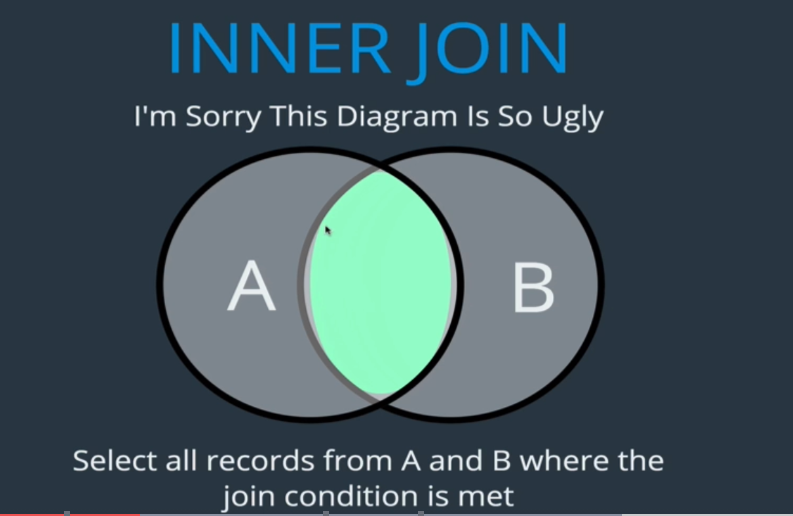 INNER JOIN
I'm Sorry This Diagram Is So Ugly
A
B
Select all records from A and B where the
join condition is met